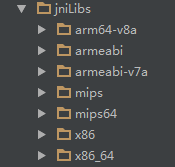 jniLibs
arm64-v8a
armeabi
armeabi-v7a
mips
mips64
x86
x86_64